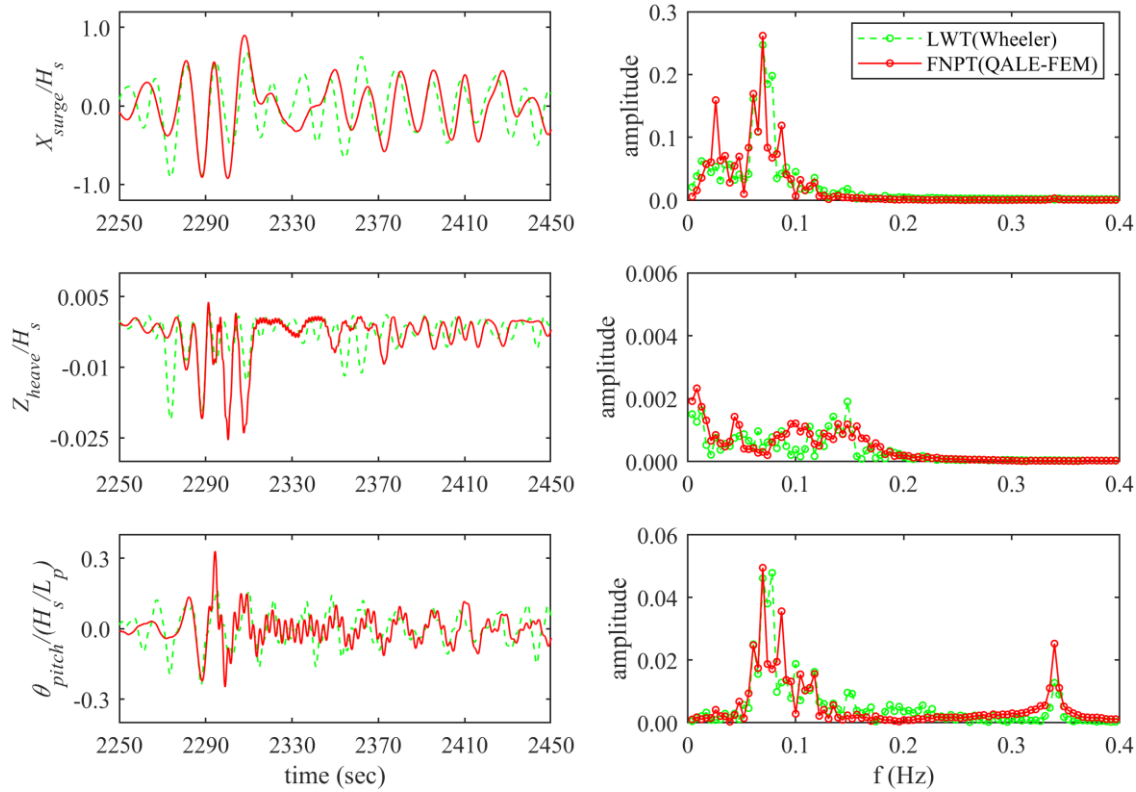 1.0
0.0
-1.0
X_surge/H_s
2250 2290 2330 2370 2410 2450
0.3
0.2
0.1
0.0
amplitude
LWT(Wheeler)
FNPT(QALE-FEM)
0 0.1 0.2 0.3 0.4
0.005
-0.01
-0.025
Z_heave/H_s
2250 2290 2330 2370 2410 2450
0.006
0.004
0.002
0.000
amplitude
0 0.1 0.2 0.3 0.4
0.3
0.0
-0.3
θ_pitch/(H_s/L_p)
2250 2290 2330 2370 2410 2450
time (sec)
0.06
0.04
0.02
0.00
amplitude
0 0.1 0.2 0.3 0.4
f (Hz)